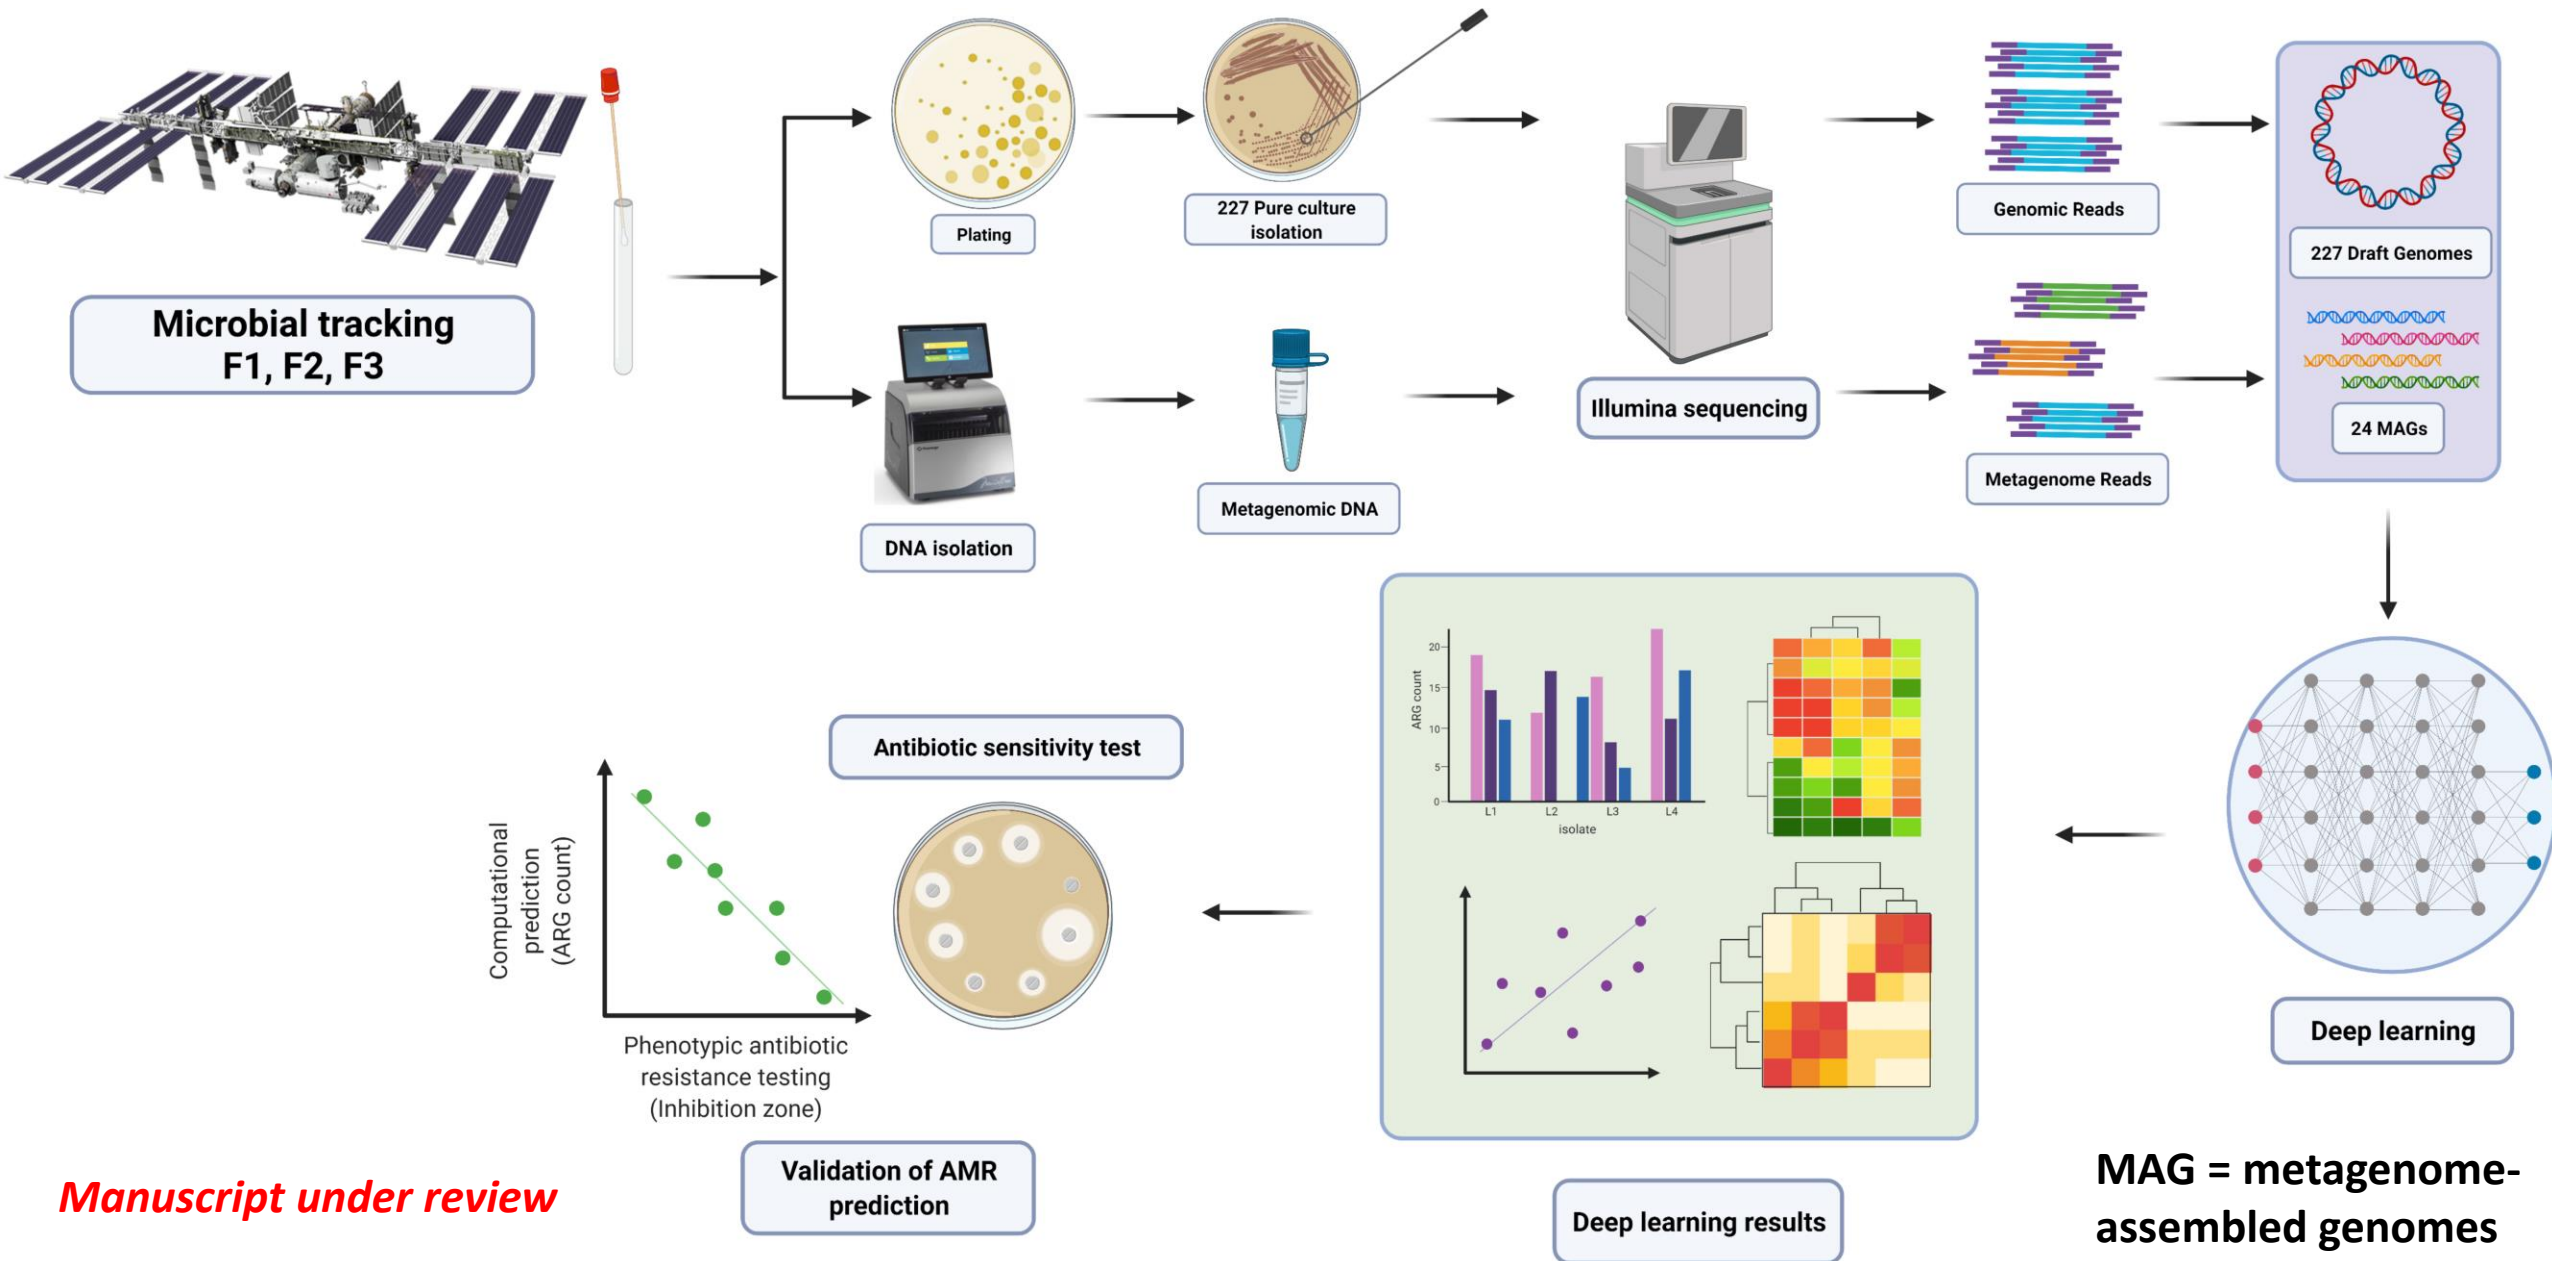 Microbial tracking
F1, F2, F3
Plating
227 Pure culture
isolation
DNA isolation
Metagenomic DNA
Illumina sequencing
Genomic Reads
Metagenome Reads
227 Draft Genomes
24 MAGs
Deep learning
ARG count
20
15
10
5
0
L1 L2 L3 L4
isolate
Deep learning results
Antibiotic sensitivity test
Computational
prediction
(ARG count)
Phenotypic antibiotic
resistance testing
(Inhibition zone)
Validation of AMR
prediction
Manuscript under review
MAG = metagenome-
assembled genomes